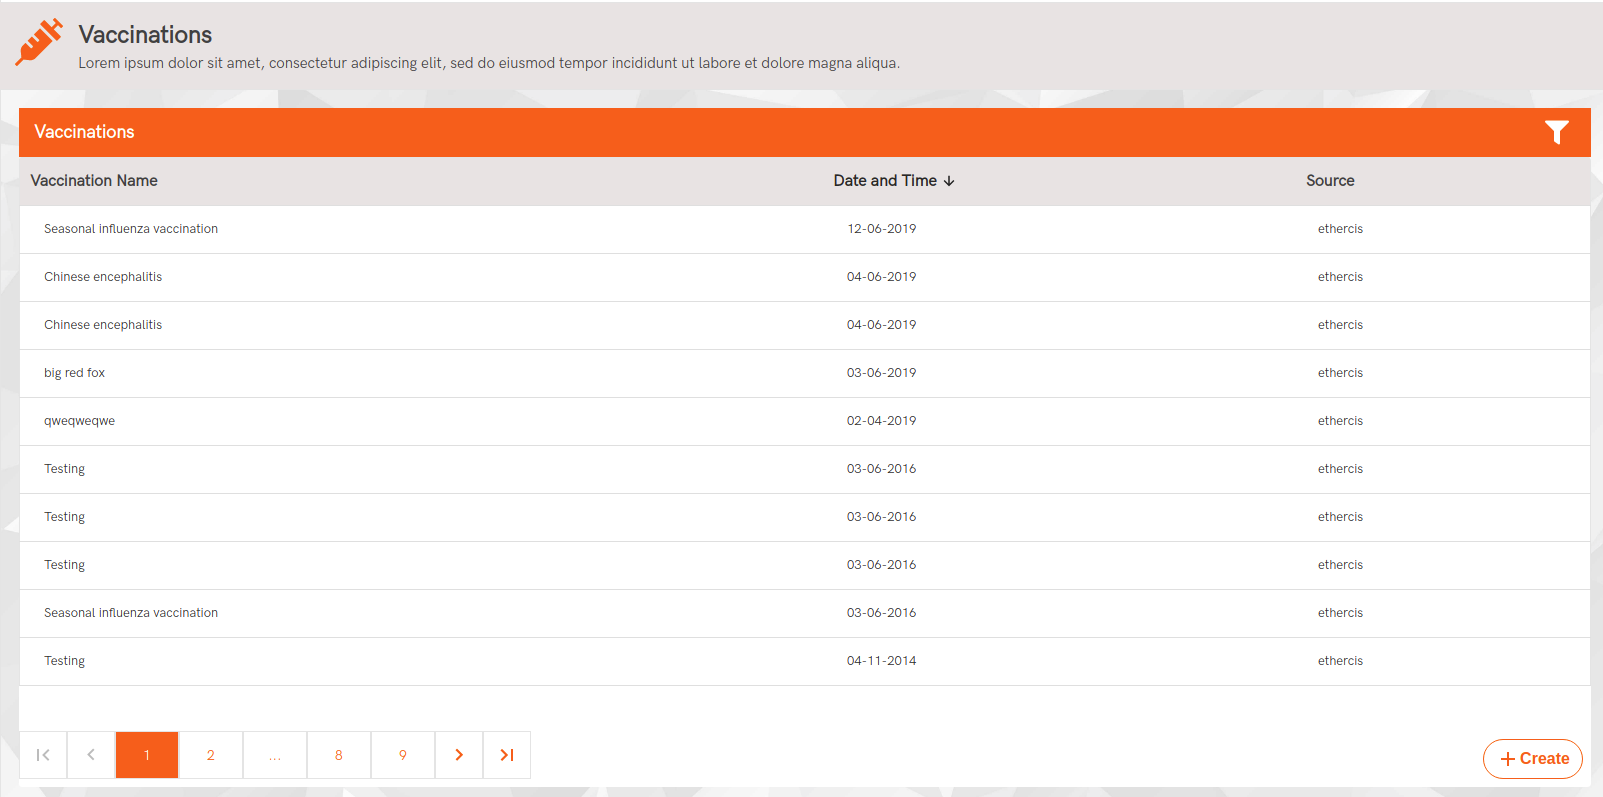 Vaccinations
Lorem ipsum dolor sit amet, consectetur adipiscing elit, sed do eiusmod tempor incididunt ut labore et dolore magna aliqua.
Vaccinations
Vaccination Name Date and Time ↓ Source
Seasonal influenza vaccination 12-06-2019 ethercis
Chinese encephalitis 04-06-2019 ethercis
Chinese encephalitis 04-06-2019 ethercis
big red fox 03-06-2019 ethercis
qweqweqwe 02-04-2019 ethercis
Testing 03-06-2016 ethercis
Testing 03-06-2016 ethercis
Testing 03-06-2016 ethercis
Seasonal influenza vaccination 03-06-2016 ethercis
Testing 04-11-2014 ethercis
1 2 ... 8 9
+ Create